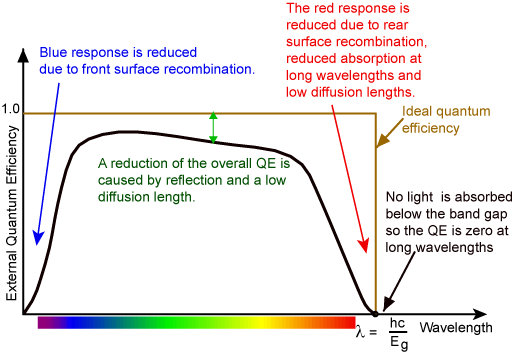 Blue response is reduced
due to front surface recombination.
The red response is
reduced due to rear
surface recombination,
reduced absorption at
long wavelengths and
low diffusion lengths.
1.0
Ideal quantum
efficiency
External Quantum Efficiency
A reduction of the overall QE is
caused by reflection and a low
diffusion length.
No light is absorbed
below the band gap
so the QE is zero at
long wavelengths
λ = hc/Eg
Wavelength